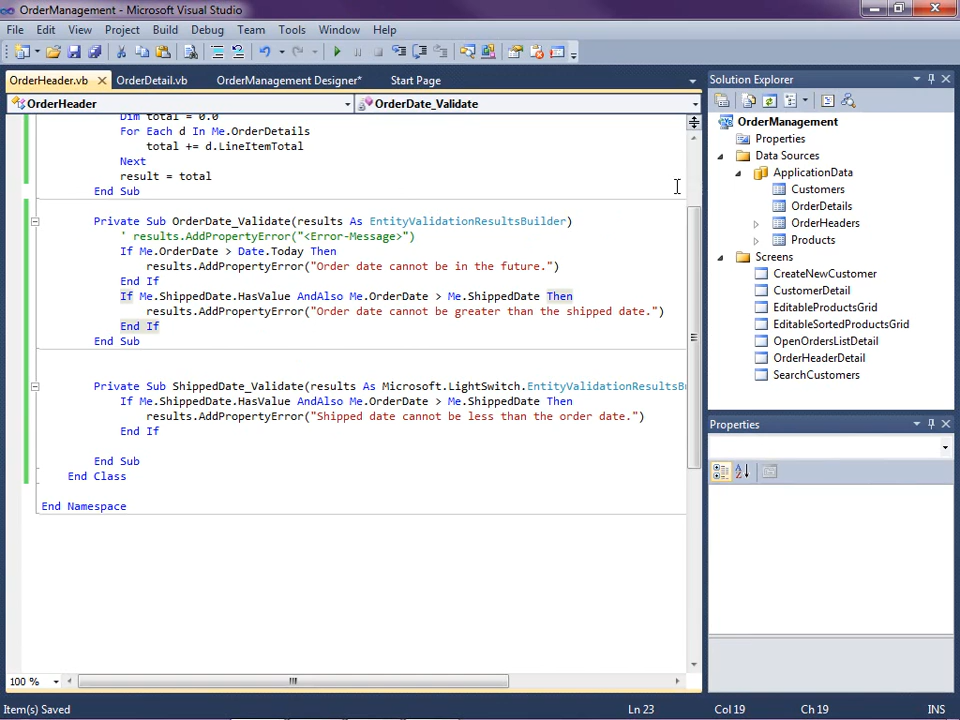 OrderManagement - Microsoft Visual Studio
File Edit View Project Build Debug Team Tools Window Help
OrderHeader.vb OrderDetail.vb OrderManagement Designer* Start Page
OrderHeader OrderDate_Validate
Dim total = 0.0
For Each d In Me.OrderDetails
total += d.LineItemTotal
Next
result = total
End Sub
Private Sub OrderDate_Validate(results As EntityValidationResultsBuilder)
' results.AddPropertyError("<Error-Message>")
If Me.OrderDate > Date.Today Then
results.AddPropertyError("Order date cannot be in the future.")
End If
If Me.ShippedDate.HasValue AndAlso Me.OrderDate > Me.ShippedDate Then
results.AddPropertyError("Order date cannot be greater than the shipped date.")
End If
End Sub
Private Sub ShippedDate_Validate(results As Microsoft.LightSwitch.EntityValidationResultsBu
If Me.ShippedDate.HasValue AndAlso Me.OrderDate > Me.ShippedDate Then
results.AddPropertyError("Shipped date cannot be less than the order date.")
End If
End Sub
End Class
End Namespace
100 %
Solution Explorer
OrderManagement
Properties
Data Sources
ApplicationData
Customers
OrderDetails
OrderHeaders
Products
Screens
CreateNewCustomer
CustomerDetail
EditableProductsGrid
EditableSortedProductsGrid
OpenOrdersListDetail
OrderHeaderDetail
SearchCustomers
Properties
Item(s) Saved Ln 23 Col 19 Ch 19 INS